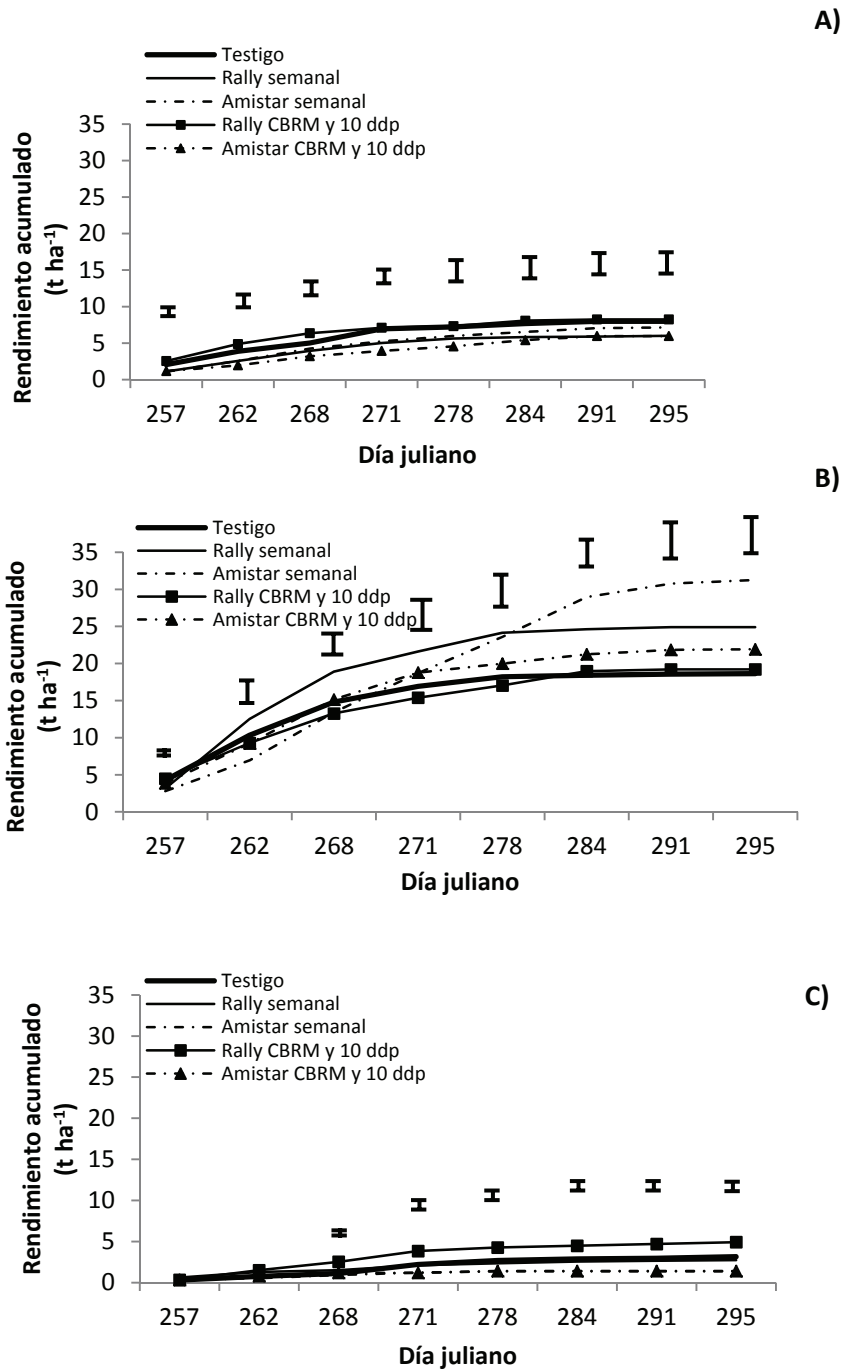 A)
Testigo
Rally semanal
Amistar semanal
Rally CBRM y 10 ddp
Amistar CBRM y 10 ddp
35
30
25
20
15
10
5
0
Rendimiento acumulado
(t ha⁻¹)
257 262 268 271 278 284 291 295
Día juliano
B)
Testigo
Rally semanal
Amistar semanal
Rally CBRM y 10 ddp
Amistar CBRM y 10 ddp
35
30
25
20
15
10
5
0
Rendimiento acumulado
(t ha⁻¹)
257 262 268 271 278 284 291 295
Día juliano
C)
Testigo
Rally semanal
Amistar semanal
Rally CBRM y 10 ddp
Amistar CBRM y 10 ddp
35
30
25
20
15
10
5
0
Rendimiento acumulado
(t ha⁻¹)
257 262 268 271 278 284 291 295
Día juliano